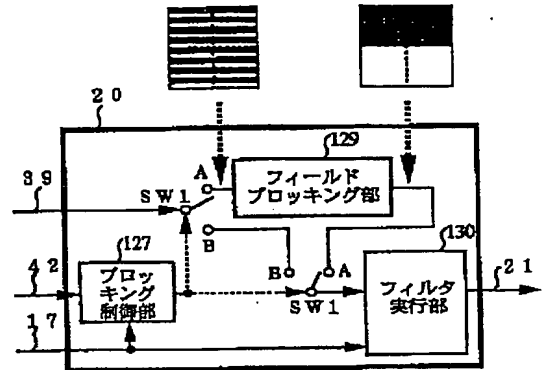 20
129
フィールド
ブロッキング部
39
SW1
A
B
127
ブロッ
キング
制御部
42
B
A
SW1
130
フィルタ
実行部
21
17